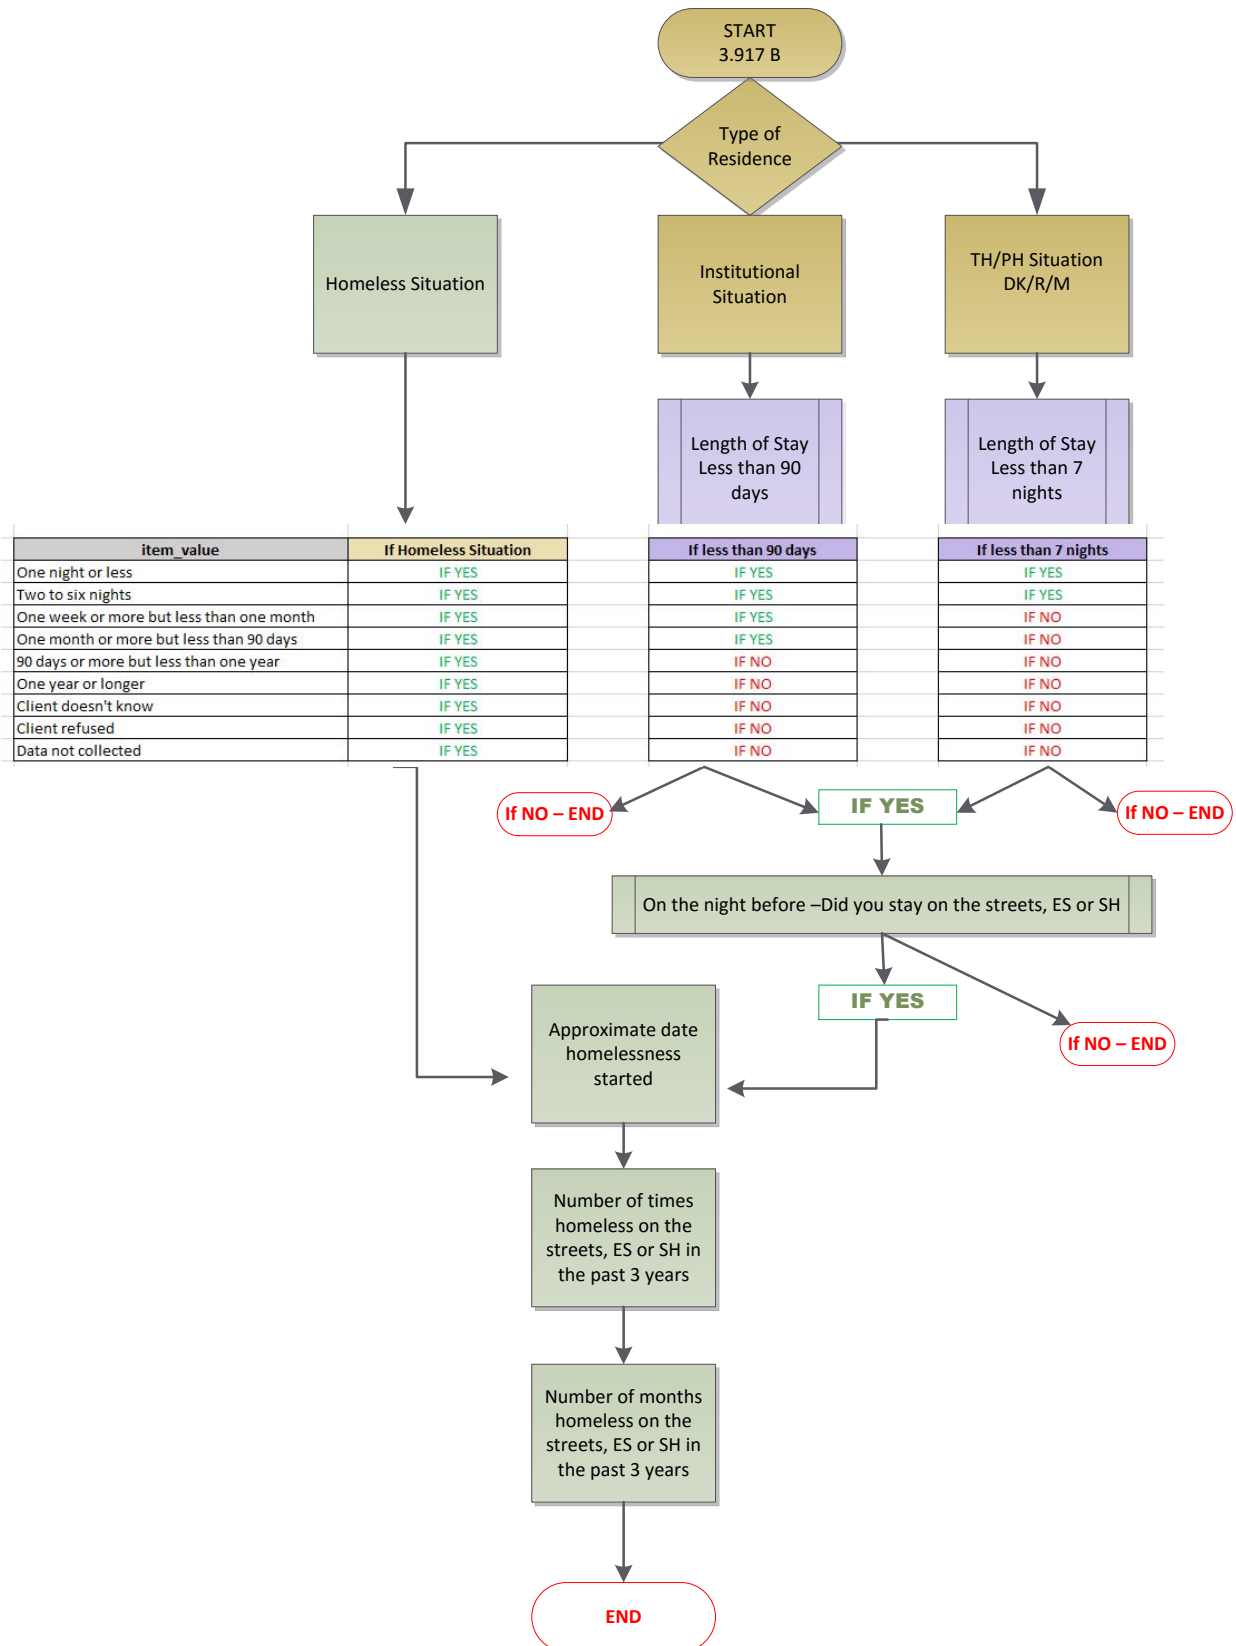 START
3.917 B
Type of
Residence
Homeless Situation
Institutional
Situation
TH/PH Situation
DK/R/M
Length of Stay
Less than 90
days
Length of Stay
Less than 7
nights
item_value If Homeless Situation If less than 90 days If less than 7 nights
One night or less IF YES IF YES IF YES
Two to six nights IF YES IF YES IF YES
One week or more but less than one month IF YES IF YES IF NO
One month or more but less than 90 days IF YES IF YES IF NO
90 days or more but less than one year IF YES IF NO IF NO
One year or longer IF YES IF NO IF NO
Client doesn't know IF YES IF NO IF NO
Client refused IF YES IF NO IF NO
Data not collected IF YES IF NO IF NO
If NO – END
IF YES
If NO – END
On the night before –Did you stay on the streets, ES or SH
IF YES
If NO – END
Approximate date
homelessness
started
Number of times
homeless on the
streets, ES or SH in
the past 3 years
Number of months
homeless on the
streets, ES or SH in
the past 3 years
END